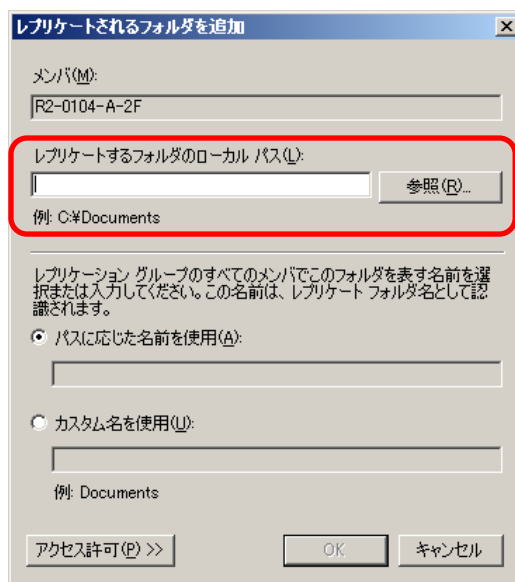 レプリケートされるフォルダを追加
メンバ(M):
R2-0104-A-2F
レプリケートするフォルダのローカル パス(L):
参照(R)...
例: C:¥Documents
レプリケーション グループのすべてのメンバでこのフォルダを表す名前を選
択または入力してください。この名前は、レプリケート フォルダ名として認
識されます。
パスに応じた名前を使用(A):
カスタム名を使用(U):
例: Documents
アクセス許可(P) >>
OK
キャンセル